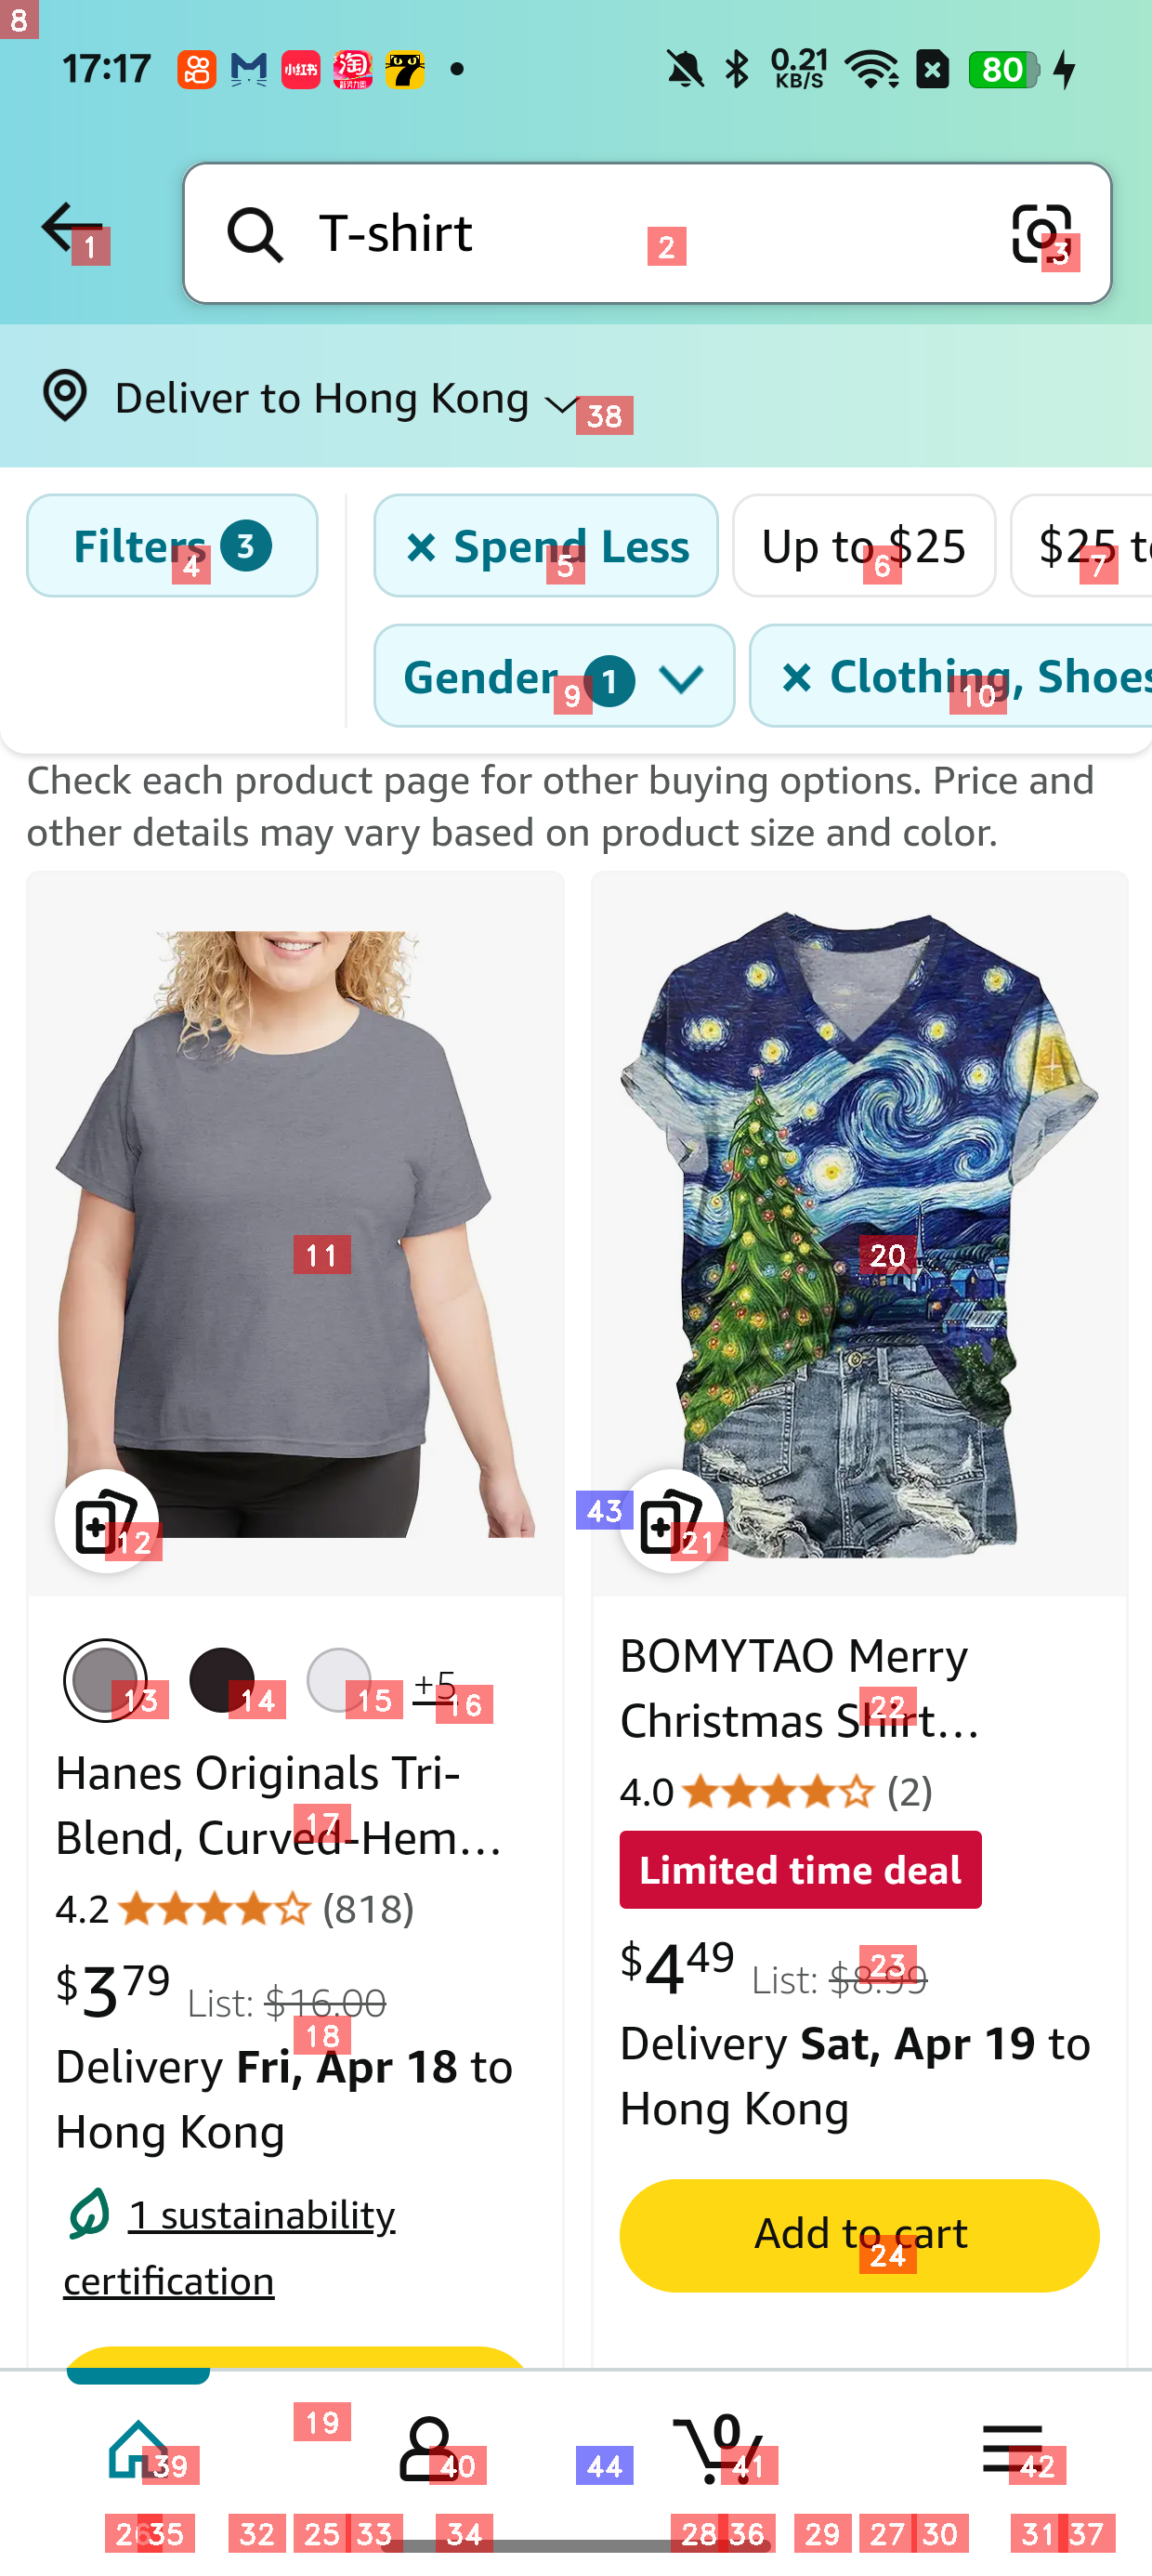 17:17
小红书
淘
0.21
KB/S
80
T-shirt
Deliver to Hong Kong
Filters 3
× Spend Less
Up to $25
$25 to
Gender 1
× Clothing, Shoes
Check each product page for other buying options. Price and
other details may vary based on product size and color.
+5
Hanes Originals Tri-
Blend, Curved-Hem...
4.2 (818)
$3.79 List: $16.00
Delivery Fri, Apr 18 to
Hong Kong
1 sustainability
certification
BOMYTAO Merry
Christmas Shirt...
4.0 (2)
Limited time deal
$4.49 List: $8.99
Delivery Sat, Apr 19 to
Hong Kong
Add to cart
0
8
1
2
3
38
4
5
6
7
9
10
11
20
12
43
21
13
14
15
16
22
17
23
18
24
19
39
40
44
41
42
26
35
32
25
33
34
28
36
29
27
30
31
37